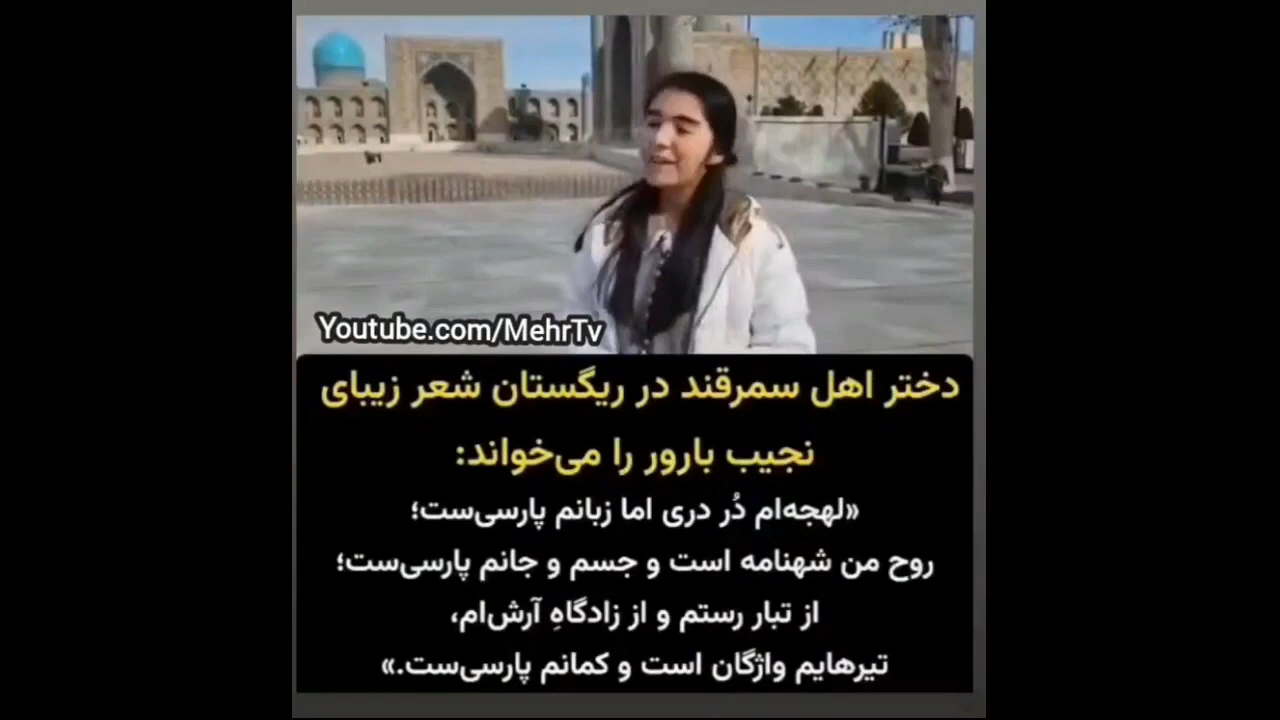 Youtube.com/MehrTv
دختر اهل سمرقند در ریگستان شعر زیبای
نجیب بارور را می‌خواند:
«لهجه‌ام دُر دری اما زبانم پارسی‌ست؛
روح من شهنامه است و جسم و جانم پارسی‌ست؛
از تبار رستم و از زادگاهِ آرش‌ام،
تیرهایم واژگان است و کمانم پارسی‌ست.»